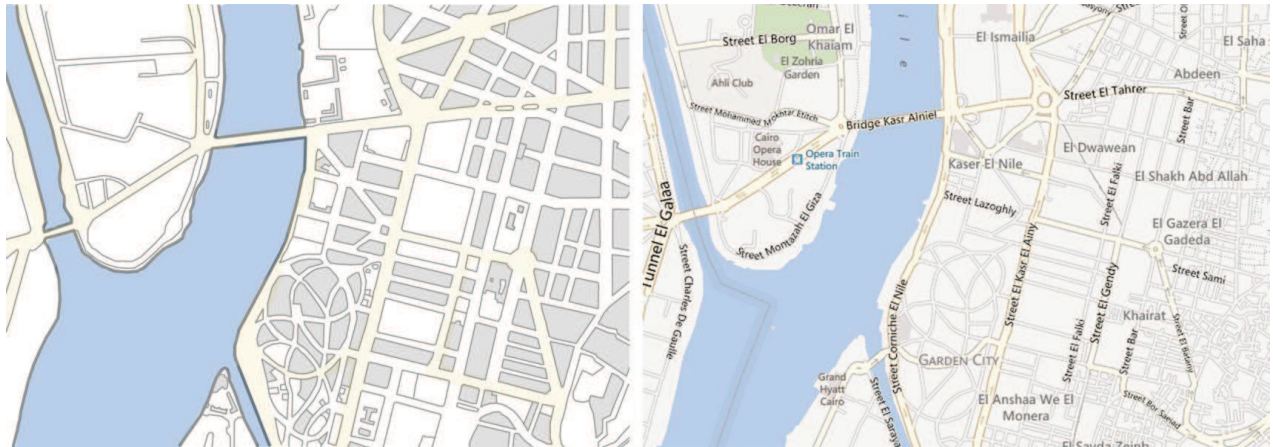 Omar El
Khaiam
Street El Borg
El Ismailia
El Saha
El Zohria
Garden
Ahli Club
Abdeen
Street El Tahrer
Street Mohammed Mokhtar Etitch
Bridge Kasr Alniel
Street Bar
Cairo
Opera
House
Opera Train
Station
El Dwawean
Kaser El Nile
El Shakh Abd Allah
Street El Falki
Street Lazoghly
Tunnel El Galaa
Street Montazah El Giza
El Gazera El
Gadeda
Street Charles De Gaulle
Street El Kasr El Ainy
Street Sami
Street El Gendy
Street Corniche El Nile
Khairat
Street El Falki
Street Bar
Street El Batany
GARDEN CITY
Grand
Hyatt
Cairo
Street El Saraya
El Anshaa We El
Monera
Street Bor Saeiad